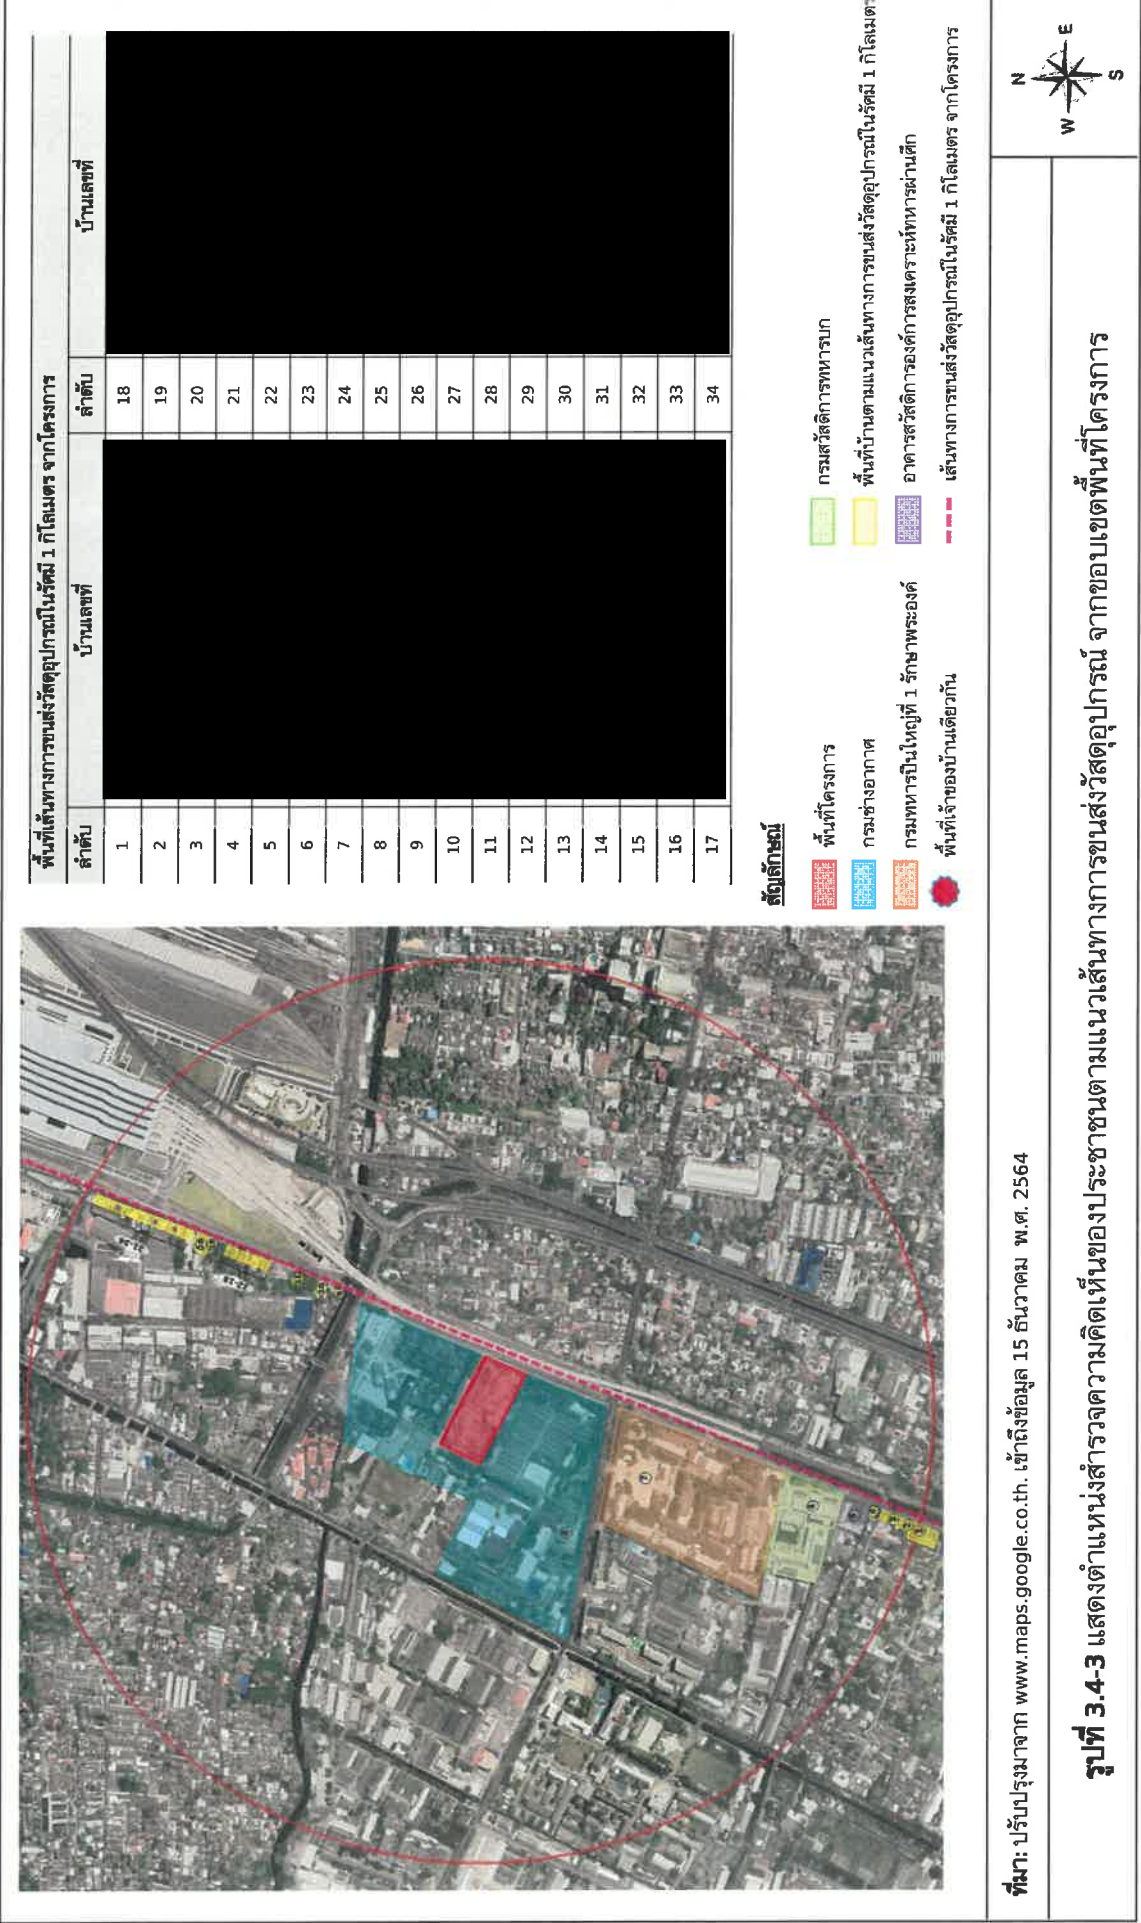 พื้นที่เส้นทางการขนส่งวัสดุอุปกรณ์ในรัศมี 1 กิโลเมตร จากโครงการ
ลำดับ บ้านเลขที่ ลำดับ บ้านเลขที่
1 18
2 19
3 20
4 21
5 22
6 23
7 24
8 25
9 26
10 27
11 28
12 29
13 30
14 31
15 32
16 33
17 34
สัญลักษณ์
พื้นที่โครงการ กรมสวัสดิการทหารบก
กรมช่างอากาศ พื้นที่บ้านตามแนวเส้นทางการขนส่งวัสดุอุปกรณ์ในรัศมี 1 กิโลเมตร
กรมทหารปืนใหญ่ที่ 1 รักษาพระองค์ อาคารสวัสดิการองค์การสงเคราะห์ทหารผ่านศึก
พื้นที่เจ้าของบ้านเดียวกัน เส้นทางการขนส่งวัสดุอุปกรณ์ในรัศมี 1 กิโลเมตร จากโครงการ
ที่มา: ปรับปรุงมาจาก www.maps.google.co.th. เข้าถึงข้อมูล 15 ธันวาคม พ.ศ. 2564
N
W E
S
รูปที่ 3.4-3 แสดงตำแหน่งสำรวจความคิดเห็นของประชาชนตามแนวเส้นทางการขนส่งวัสดุอุปกรณ์ จากขอบเขตพื้นที่โครงการ